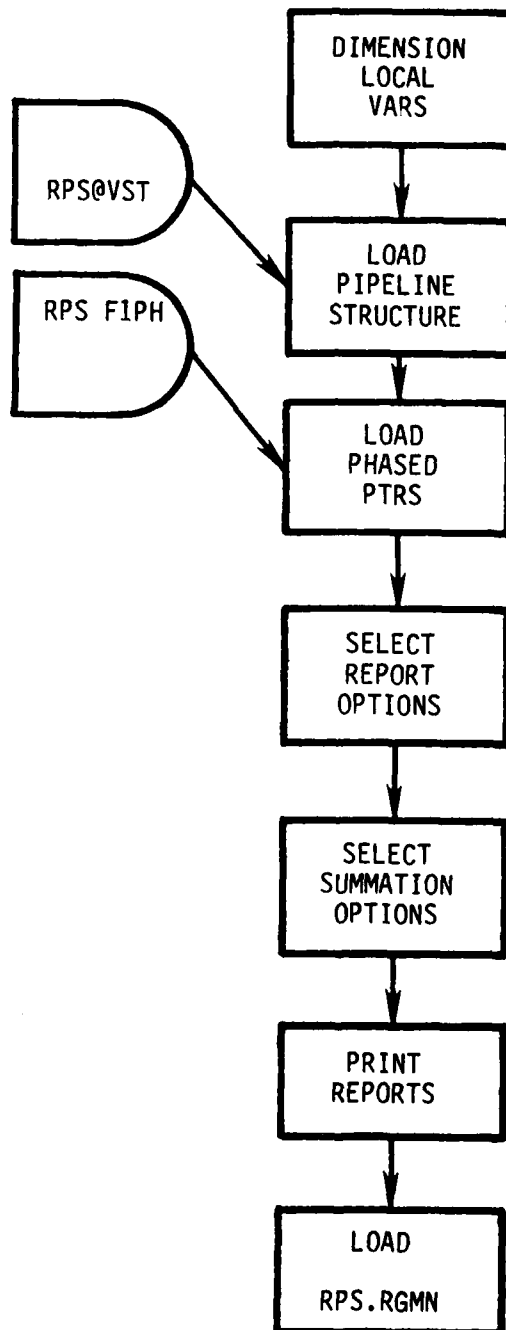 DIMENSION
LOCAL
VARS
RPS@VST
LOAD
PIPELINE
STRUCTURE
RPS F1PH
LOAD
PHASED
PTRS
SELECT
REPORT
OPTIONS
SELECT
SUMMATION
OPTIONS
PRINT
REPORTS
LOAD
RPS.RGMN